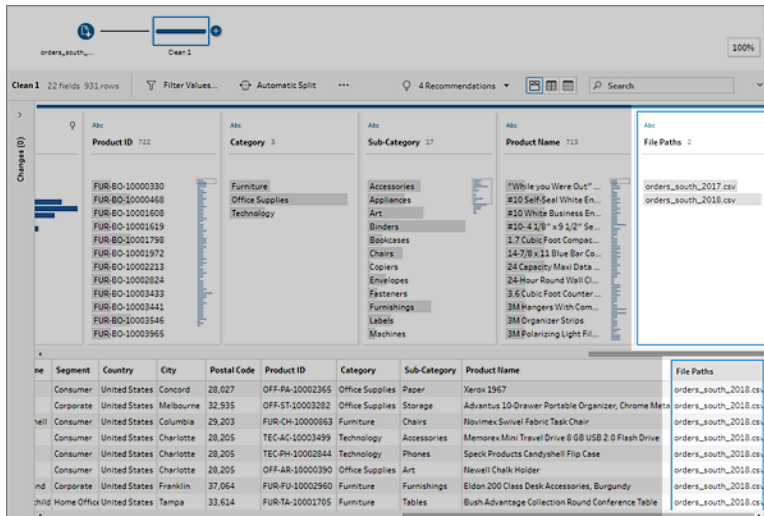 orders_south_...
Clean 1
100%
Clean 1 22 fields 931 rows Filter Values... Automatic Split ... 4 Recommendations Search
Changes (0)
Abc
Product ID 722
FUR-BO-10000330
FUR-BO-10000468
FUR-BO-10001608
FUR-BO-10001619
FUR-BO-10001798
FUR-BO-10001972
FUR-BO-10002213
FUR-BO-10002824
FUR-BO-10003433
FUR-BO-10003441
FUR-BO-10003546
FUR-BO-10003965
Abc
Category 3
Furniture
Office Supplies
Technology
Abc
Sub-Category 17
Accessories
Appliances
Art
Binders
Bookcases
Chairs
Copiers
Envelopes
Fasteners
Furnishings
Labels
Machines
Abc
Product Name 713
"While you Were Out" ...
#10 Self-Seal White En...
#10 White Business En...
#10- 4 1/8" x 9 1/2" Se...
1.7 Cubic Foot Compac...
14-7/8 x 11 Blue Bar Co...
24 Capacity Maxi Data ...
24-Hour Round Wall Cl...
3.6 Cubic Foot Counter ...
3M Hangers With Com...
3M Organizer Strips
3M Polarizing Light Fil...
Abc
File Paths 2
orders_south_2017.csv
orders_south_2018.csv
me Segment Country City Postal Code Product ID Category Sub-Category Product Name File Paths
Consumer United States Concord 28,027 OFF-PA-10002365 Office Supplies Paper Xerox 1967 orders_south_2018.csv
Corporate United States Melbourne 32,935 OFF-ST-10003282 Office Supplies Storage Advantus 10-Drawer Portable Organizer, Chrome Meta orders_south_2018.csv
hell Consumer United States Columbia 29,203 FUR-CH-10000863 Furniture Chairs Novimex Swivel Fabric Task Chair orders_south_2018.csv
Consumer United States Charlotte 28,205 TEC-AC-10003499 Technology Accessories Memorex Mini Travel Drive 8 GB USB 2.0 Flash Drive orders_south_2018.csv
Consumer United States Charlotte 28,205 TEC-PH-10002844 Technology Phones Speck Products Candyshell Flip Case orders_south_2018.csv
Consumer United States Charlotte 28,205 OFF-AR-10000390 Office Supplies Art Newell Chalk Holder orders_south_2018.csv
nd Corporate United States Franklin 37,064 FUR-FU-10002960 Furniture Furnishings Eldon 200 Class Desk Accessories, Burgundy orders_south_2018.csv
child Home Office United States Tampa 33,614 FUR-TA-10001705 Furniture Tables Bush Advantage Collection Round Conference Table orders_south_2018.csv